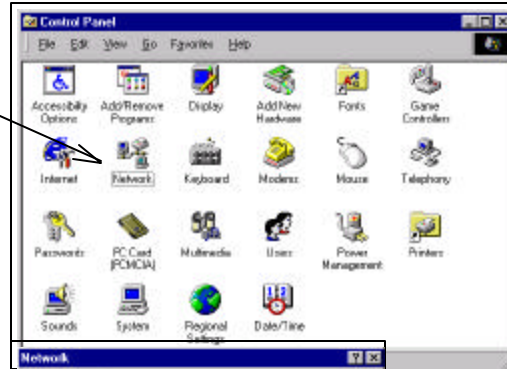 Control Panel
File Edit View Go Favorites Help
Accessibility Options
Add/Remove Programs
Display
Add New Hardware
Fonts
Game Controllers
Internet
Network
Keyboard
Modems
Mouse
Telephony
Passwords
PC Card (PCMCIA)
Multimedia
Users
Power Management
Printers
Sounds
System
Regional Settings
Date/Time
Network